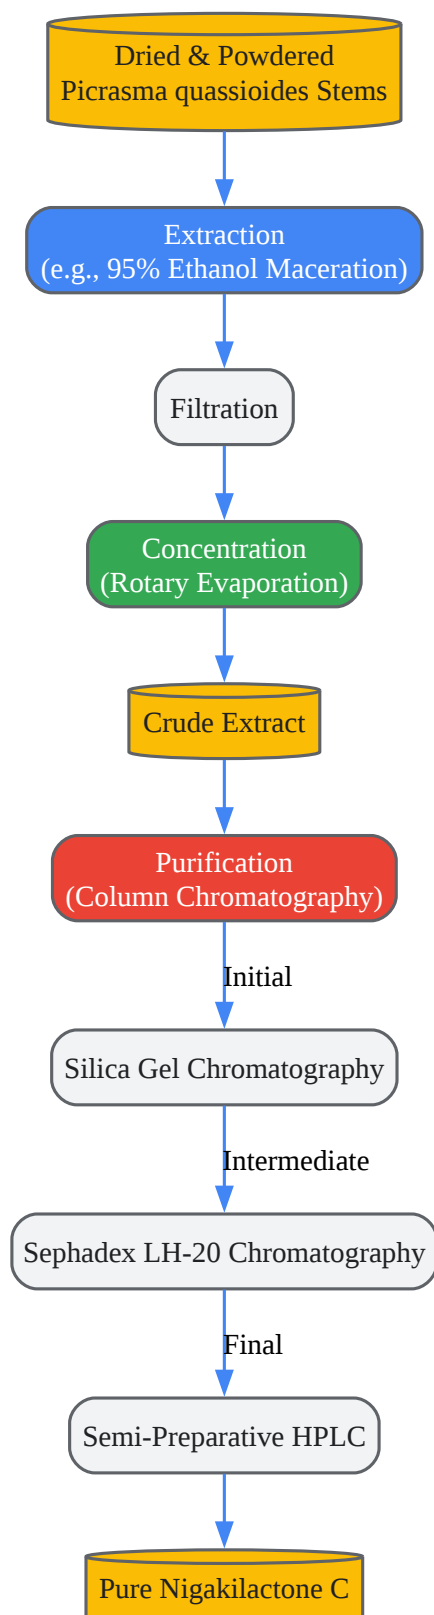 Dried & Powdered
Picrasma quassioides Stems
Extraction
(e.g., 95% Ethanol Maceration)
Filtration
Concentration
(Rotary Evaporation)
Crude Extract
Purification
(Column Chromatography)
Initial
Silica Gel Chromatography
Intermediate
Sephadex LH-20 Chromatography
Final
Semi-Preparative HPLC
Pure Nigakilactone C